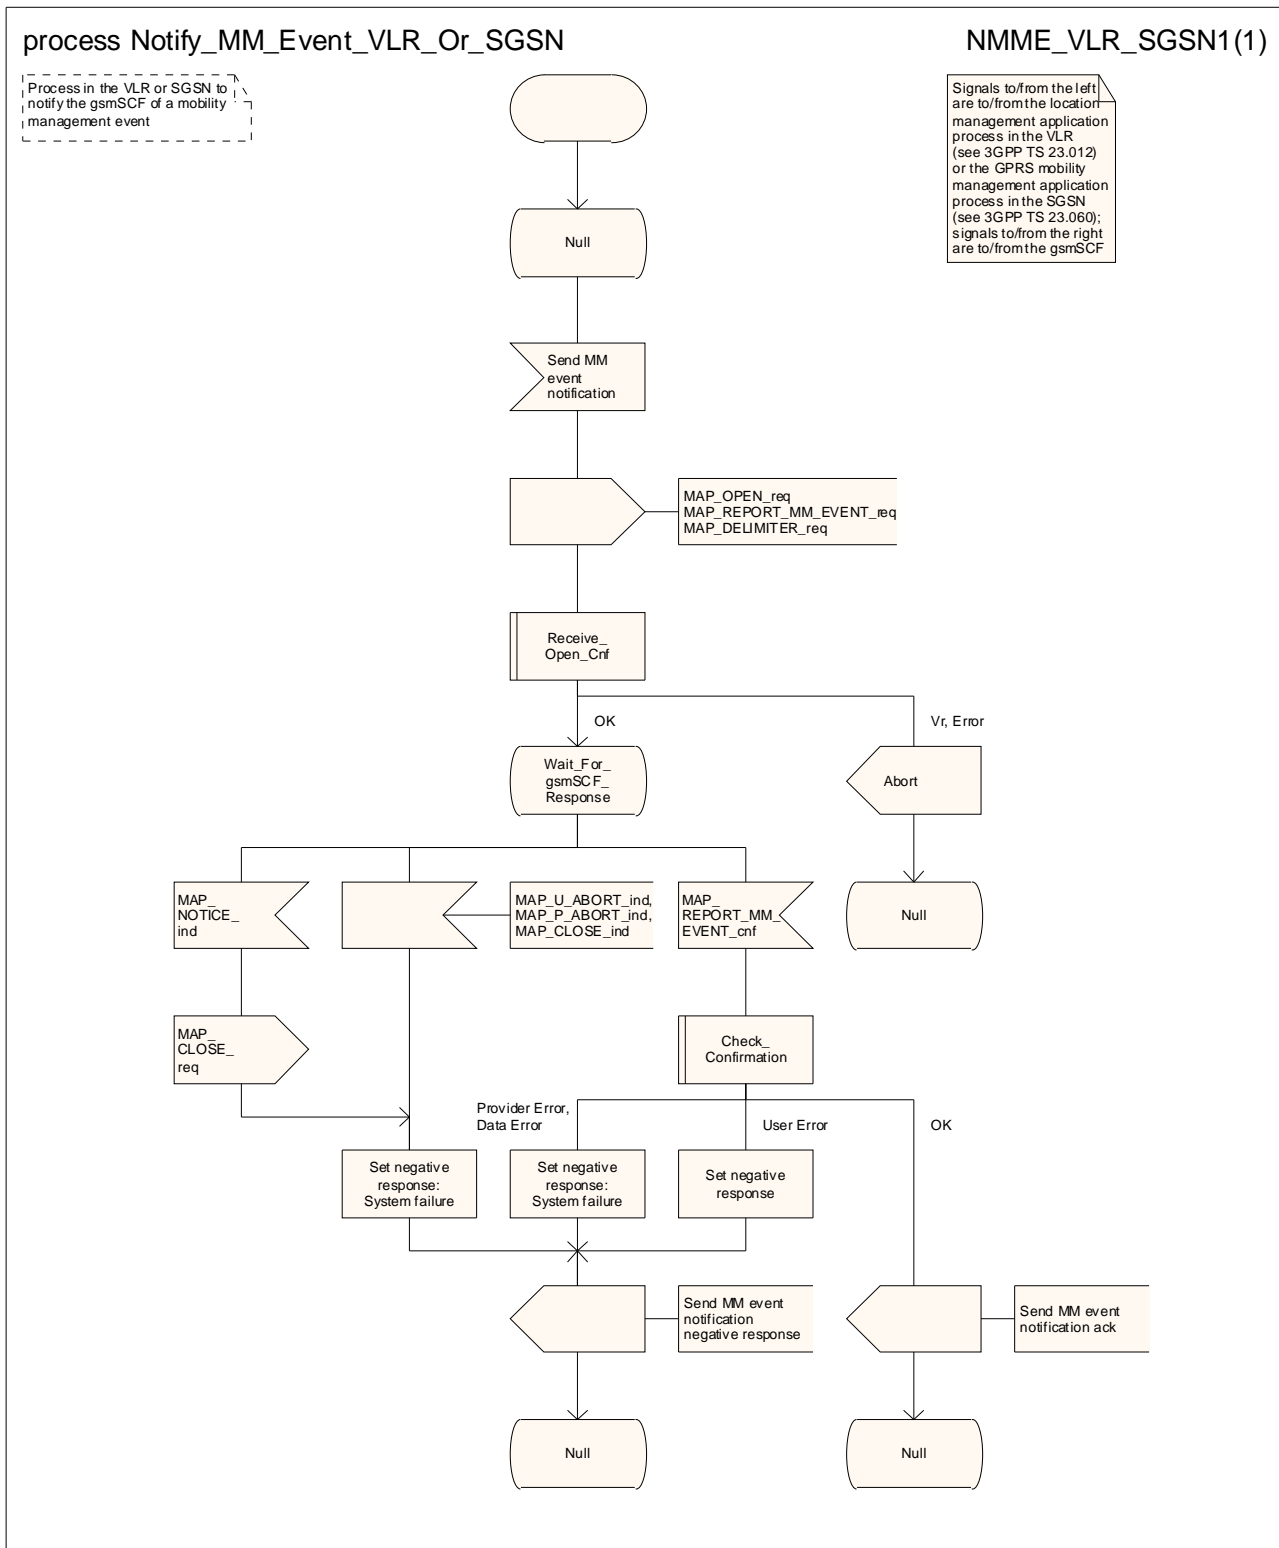 process Notify_MM_Event_VLR_Or_SGSN
NMME_VLR_SGSN1(1)
Process in the VLR or SGSN to
notify the gsmSCF of a mobility
management event
Signals to/from the left
are to/from the location
management application
process in the VLR
(see 3GPP TS 23.012)
or the GPRS mobility
management application
process in the SGSN
(see 3GPP TS 23.060);
signals to/from the right
are to/from the gsmSCF
Null
Send MM
event
notification
MAP_OPEN_req
MAP_REPORT_MM_EVENT_req
MAP_DELIMITER_req
Receive_
Open_Cnf
OK
Vr, Error
Wait_For_
gsmSCF_
Response
Abort
MAP_
NOTICE_
ind
MAP_U_ABORT_ind,
MAP_P_ABORT_ind,
MAP_CLOSE_ind
MAP_
REPORT_MM_
EVENT_cnf
Null
MAP_
CLOSE_
req
Check_
Confirmation
Provider Error,
Data Error
User Error
OK
Set negative
response:
System failure
Set negative
response:
System failure
Set negative
response
Send MM event
notification
negative response
Send MM event
notification ack
Null
Null